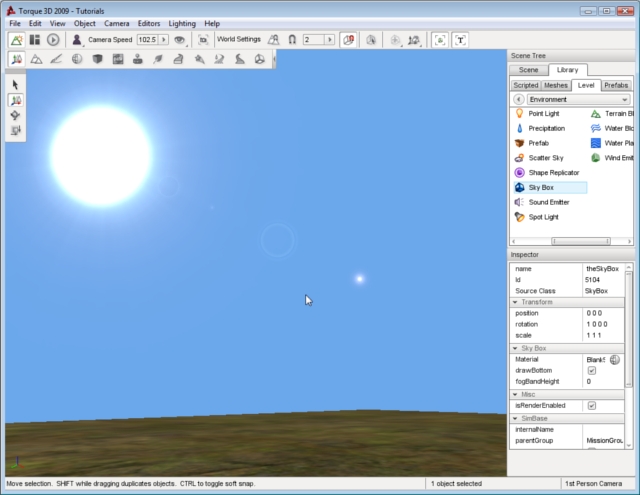 Torque 3D 2009 - Tutorials
File Edit View Object Camera Editors Lighting Help
Camera Speed 102.5 World Settings 2
Scene Tree
Scene Library
Scripted Meshes Level Prefabs
Environment
Point Light Terrain Bl
Precipitation Water Blo
Prefab Water Pla
Scatter Sky Wind Emit
Shape Replicator
Sky Box
Sound Emitter
Spot Light
Inspector
name theSkyBox
Id 5104
Source Class SkyBox
Transform
position 0 0 0
rotation 1 0 0 0
scale 1 1 1
Sky Box
Material
drawBottom
fogBandHeight 0
Misc
isRenderEnabled
SimBase
internalName
parentGroup MissionGrou
Move selection. SHIFT while dragging duplicates objects. CTRL to toggle soft snap. 1 object selected 1st Person Camera